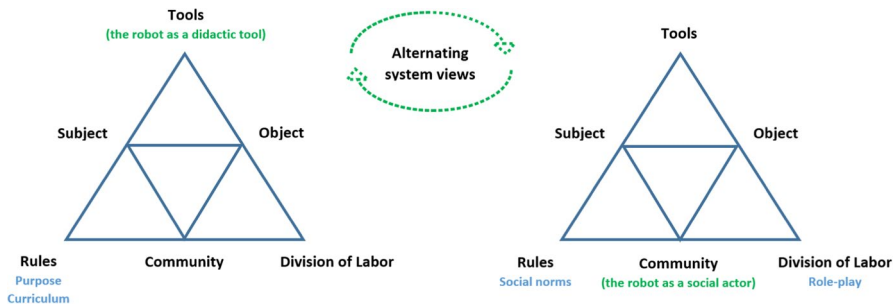 Tools
(the robot as a didactic tool)
Subject
Object
Rules
Purpose
Curriculum
Community
Division of Labor
Alternating
system views
Tools
Subject
Object
Rules
Social norms
Community
(the robot as a social actor)
Division of Labor
Role-play